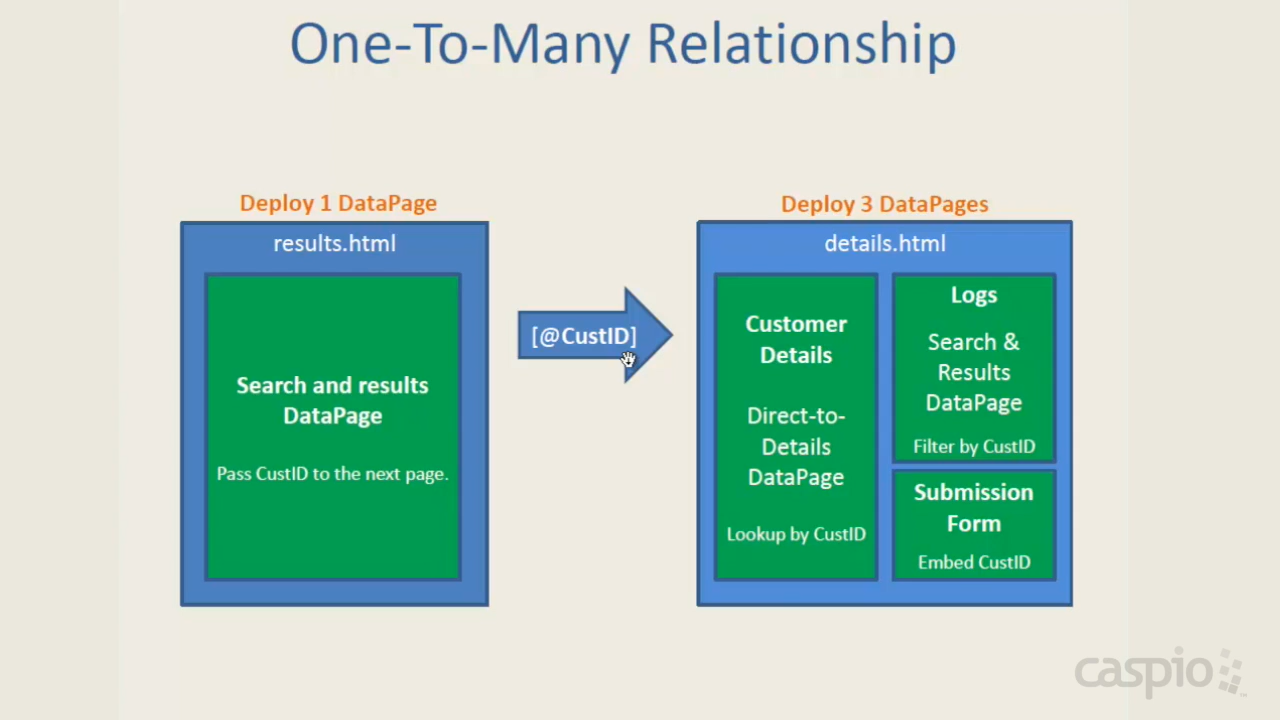 One-To-Many Relationship
Deploy 1 DataPage
results.html
Search and results
DataPage
Pass CustID to the next page.
[@CustID]
Deploy 3 DataPages
details.html
Customer
Details
Direct-to-
Details
DataPage
Lookup by CustID
Logs
Search &
Results
DataPage
Filter by CustID
Submission
Form
Embed CustID
caspio